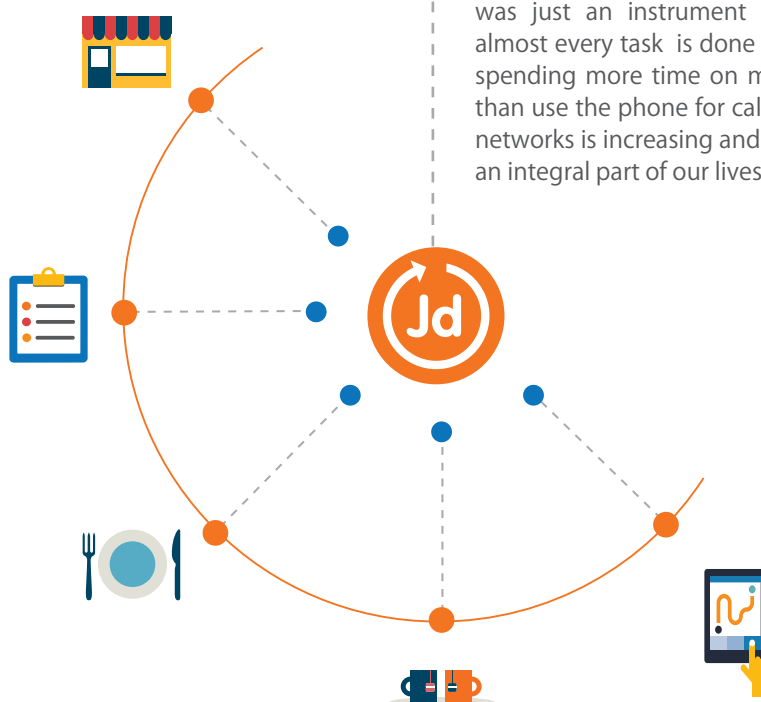 was just an instrument
almost every task is done
spending more time on
than use the phone for
networks is increasing and
an integral part of our lives
Jd